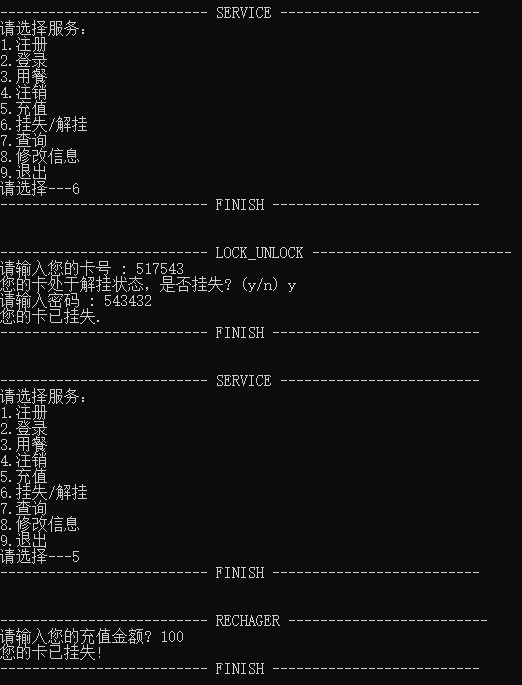 -------------------------- SERVICE -------------------------
请选择服务：
1.注册
2.登录
3.用餐
4.注销
5.充值
6.挂失/解挂
7.查询
8.修改信息
9.退出
请选择---6
-------------------------- FINISH --------------------------
-------------------------- LOCK_UNLOCK -------------------------
请输入您的卡号 : 517543
您的卡处于解挂状态, 是否挂失? (y/n) y
请输入密码 : 543432
您的卡已挂失.
-------------------------- FINISH --------------------------
-------------------------- SERVICE -------------------------
请选择服务：
1.注册
2.登录
3.用餐
4.注销
5.充值
6.挂失/解挂
7.查询
8.修改信息
9.退出
请选择---5
-------------------------- FINISH --------------------------
-------------------------- RECHAGER -------------------------
请输入您的充值金额? 100
您的卡已挂失!
-------------------------- FINISH --------------------------